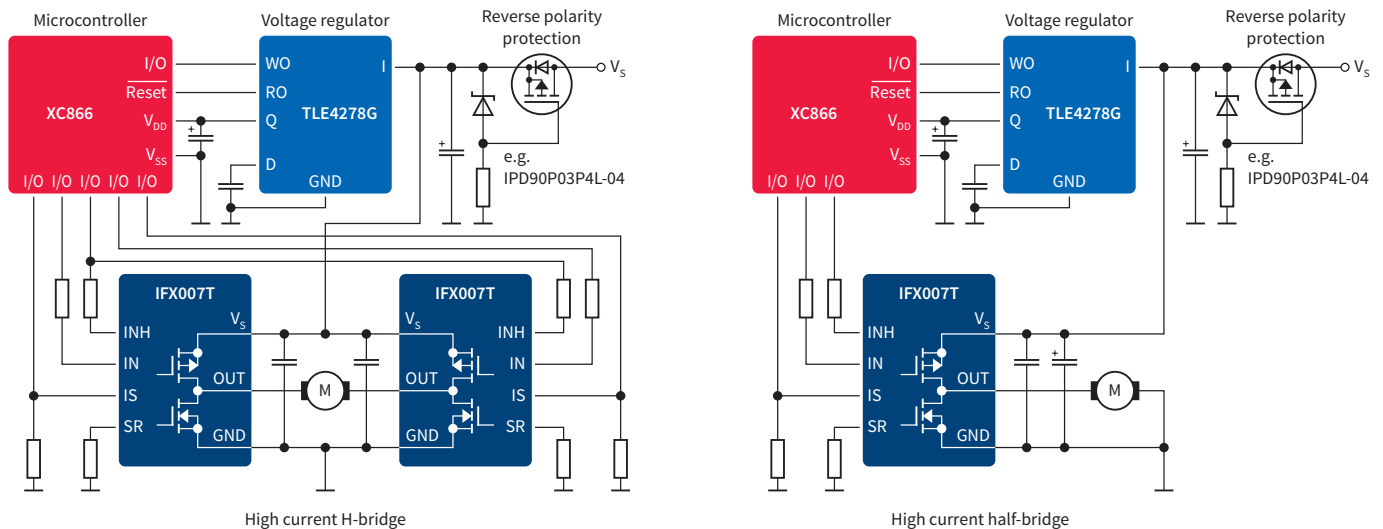 Microcontroller
Voltage regulator
Reverse polarity
protection
I/O
WO
I
Vs
Reset
RO
XC866
TLE4278G
VDD
Q
+
+
VSS
D
e.g.
IPD90P03P4L-04
I/O I/O I/O I/O I/O
GND
IFX007T
IFX007T
Vs
Vs
INH
INH
IN
IN
OUT
M
OUT
IS
IS
SR
SR
GND
GND
High current H-bridge
Microcontroller
Voltage regulator
Reverse polarity
protection
I/O
WO
I
Vs
Reset
RO
XC866
TLE4278G
VDD
Q
+
+
VSS
D
e.g.
IPD90P03P4L-04
I/O I/O I/O
GND
IFX007T
Vs
INH
+
IN
OUT
M
IS
SR
GND
High current half-bridge